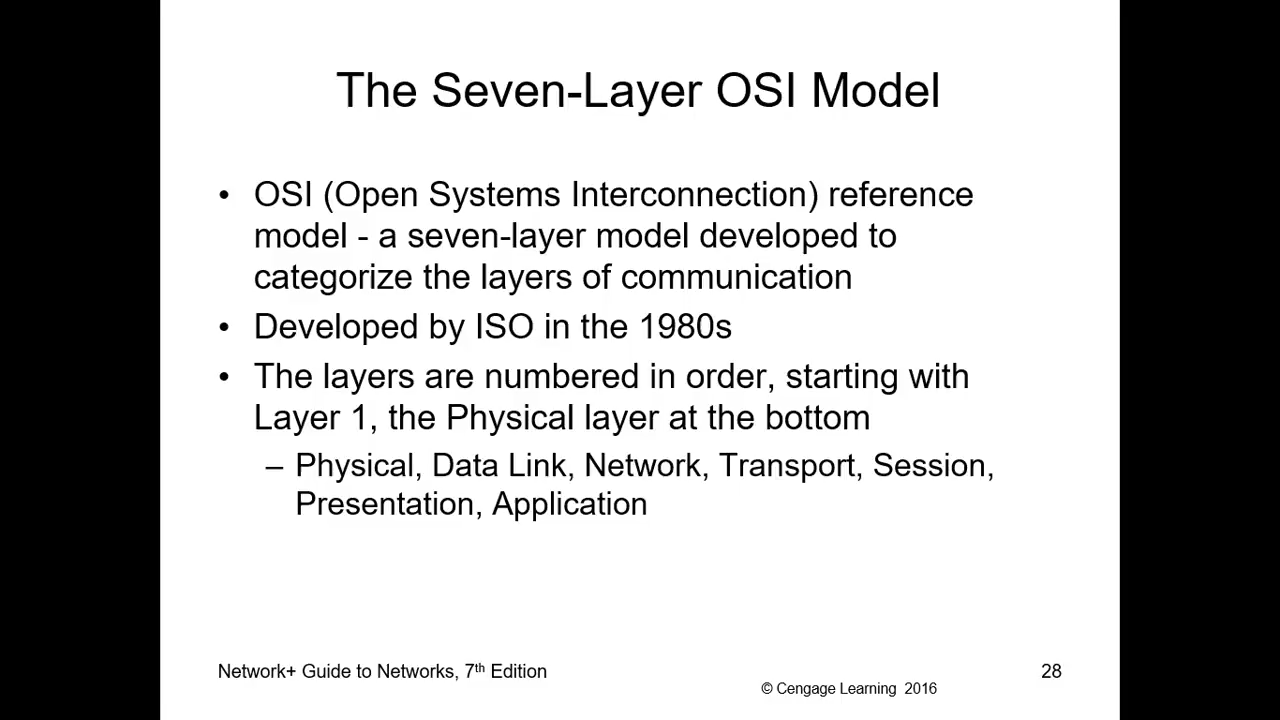 The Seven-Layer OSI Model
• OSI (Open Systems Interconnection) reference
model - a seven-layer model developed to
categorize the layers of communication
• Developed by ISO in the 1980s
• The layers are numbered in order, starting with
Layer 1, the Physical layer at the bottom
– Physical, Data Link, Network, Transport, Session,
Presentation, Application
Network+ Guide to Networks, 7th Edition
28
© Cengage Learning 2016